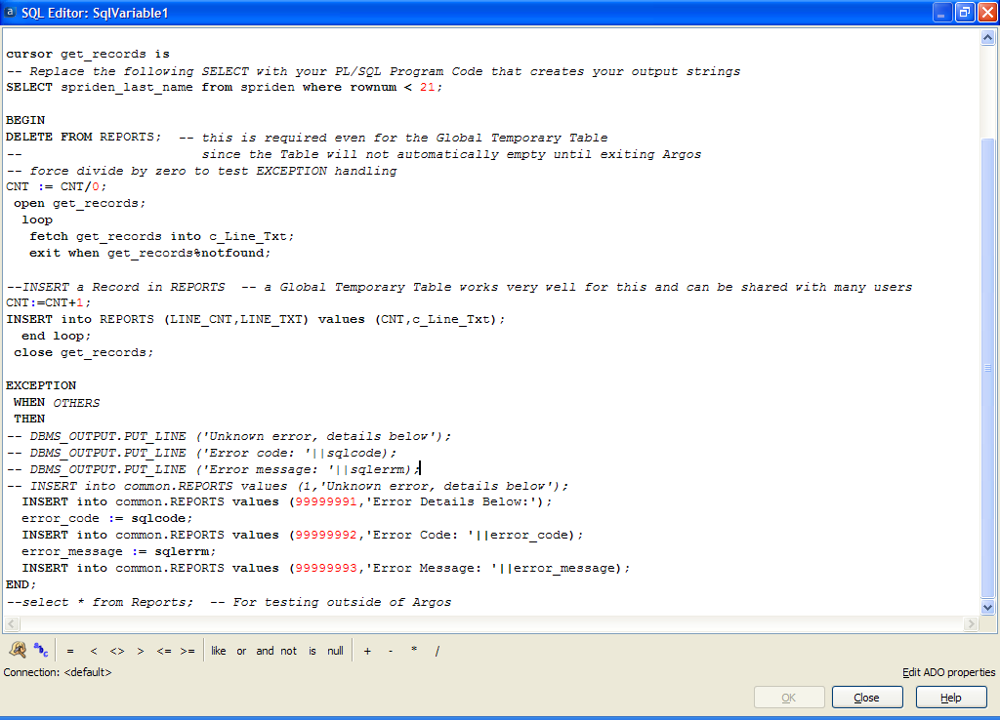 SQL Editor: SqlVariable1
cursor get_records is
-- Replace the following SELECT with your PL/SQL Program Code that creates your output strings
SELECT spriden_last_name from spriden where rownum < 21;
BEGIN
DELETE FROM REPORTS;  -- this is required even for the Global Temporary Table
--                       since the Table will not automatically empty until exiting Argos
-- force divide by zero to test EXCEPTION handling
CNT := CNT/0;
 open get_records;
  loop
   fetch get_records into c_Line_Txt;
   exit when get_records%notfound;
--INSERT a Record in REPORTS  -- a Global Temporary Table works very well for this and can be shared with many users
CNT:=CNT+1;
INSERT into REPORTS (LINE_CNT,LINE_TXT) values (CNT,c_Line_Txt);
  end loop;
 close get_records;
EXCEPTION
 WHEN OTHERS
 THEN
-- DBMS_OUTPUT.PUT_LINE ('Unknown error, details below');
-- DBMS_OUTPUT.PUT_LINE ('Error code: '||sqlcode);
-- DBMS_OUTPUT.PUT_LINE ('Error message: '||sqlerrm);
-- INSERT into common.REPORTS values (1,'Unknown error, details below');
  INSERT into common.REPORTS values (99999991,'Error Details Below:');
  error_code := sqlcode;
  INSERT into common.REPORTS values (99999992,'Error Code: '||error_code);
  error_message := sqlerrm;
  INSERT into common.REPORTS values (99999993,'Error Message: '||error_message);
END;
--select * from Reports;  -- For testing outside of Argos
= < <> > <= >= like or and not is null + - * /
Connection: <default>
Edit ADO properties
OK Close Help